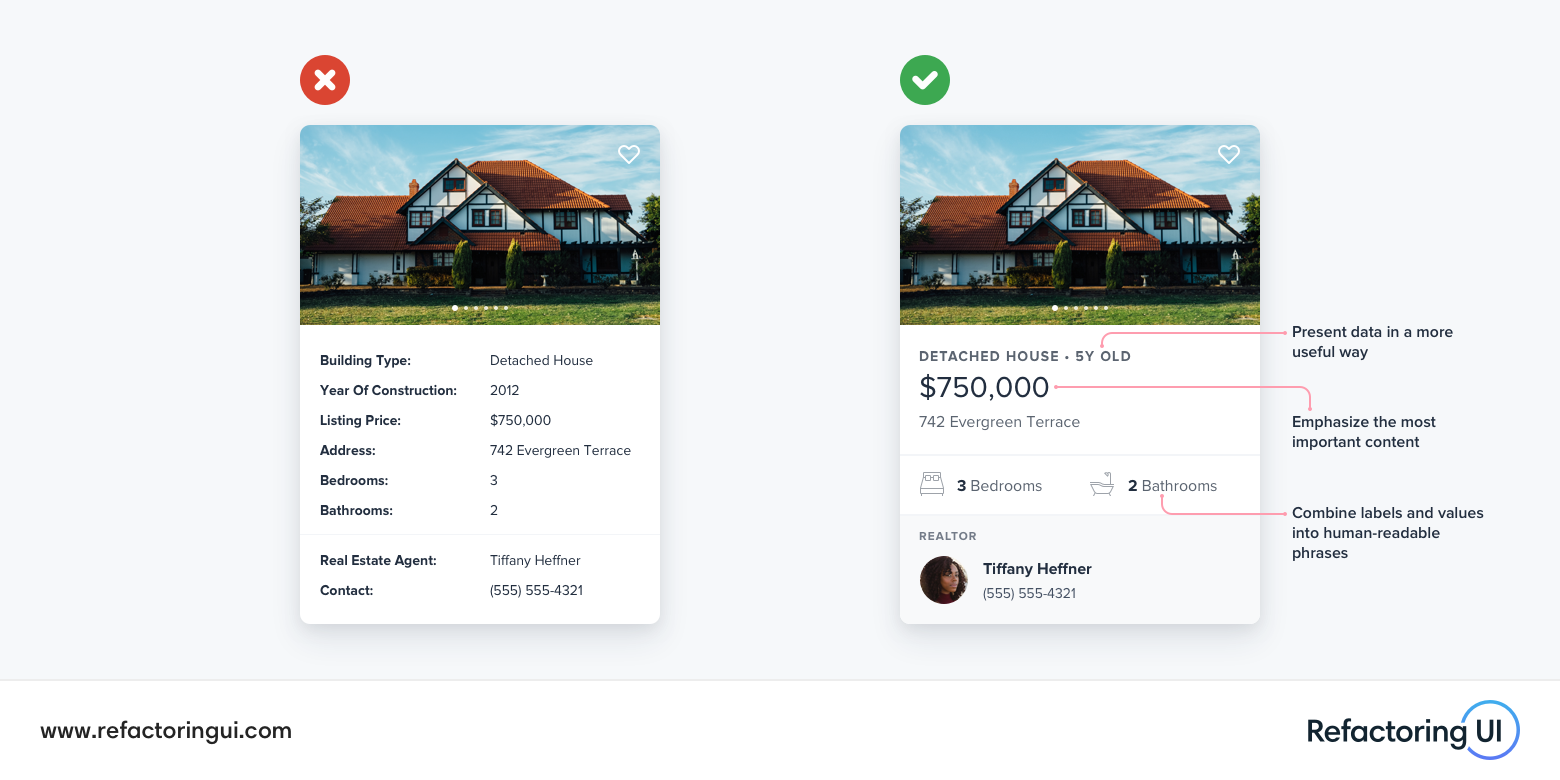 Building Type: Detached House
Year Of Construction: 2012
Listing Price: $750,000
Address: 742 Evergreen Terrace
Bedrooms: 3
Bathrooms: 2
Real Estate Agent: Tiffany Heffner
Contact: (555) 555-4321
DETACHED HOUSE • 5Y OLD
$750,000
742 Evergreen Terrace
3 Bedrooms
2 Bathrooms
REALTOR
Tiffany Heffner
(555) 555-4321
Present data in a more
useful way
Emphasize the most
important content
Combine labels and values
into human-readable
phrases
www.refactoringui.com
Refactoring UI